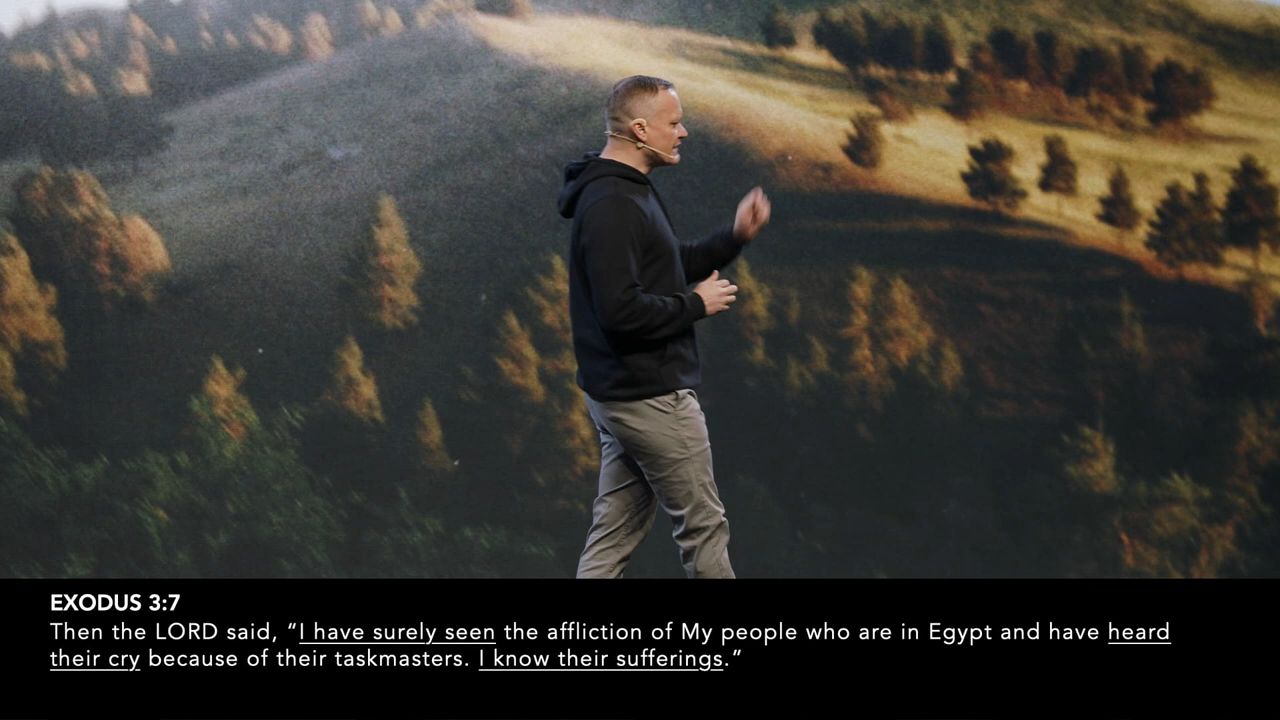 EXODUS 3:7
Then the LORD said, “I have surely seen the affliction of My people who are in Egypt and have heard
their cry because of their taskmasters. I know their sufferings.”